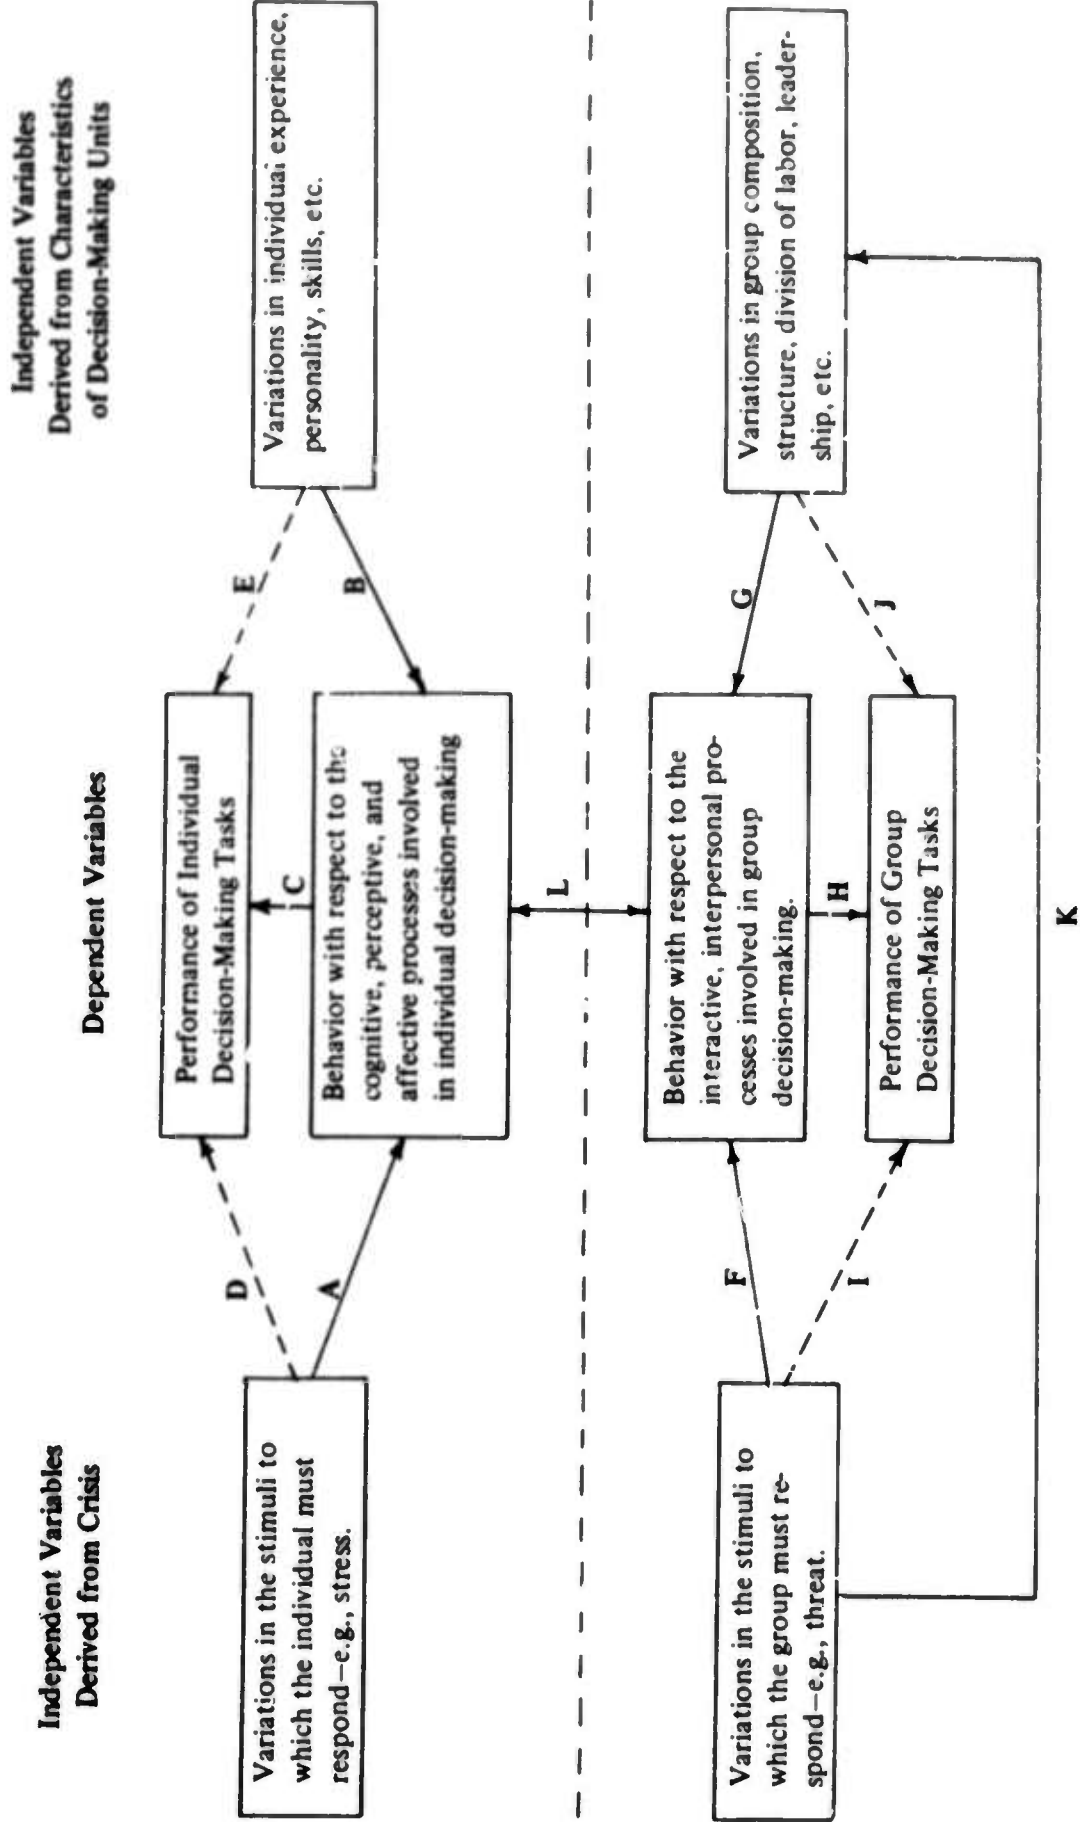 Independent Variables
Derived from Crisis
Dependent Variables
Independent Variables
Derived from Characteristics
of Decision-Making Units
Performance of Individual
Decision-Making Tasks
D
E
C
Variations in the stimuli to
which the individual must
respond—e.g., stress.
A
Behavior with respect to the
cognitive, perceptive, and
affective processes involved
in individual decision-making
B
Variations in individual experience,
personality, skills, etc.
L
Variations in the stimuli to
which the group must re-
spond—e.g., threat.
F
Behavior with respect to the
interactive, interpersonal pro-
cesses involved in group
decision-making.
G
Variations in group composition,
structure, division of labor, leader-
ship, etc.
H
I
J
Performance of Group
Decision-Making Tasks
K